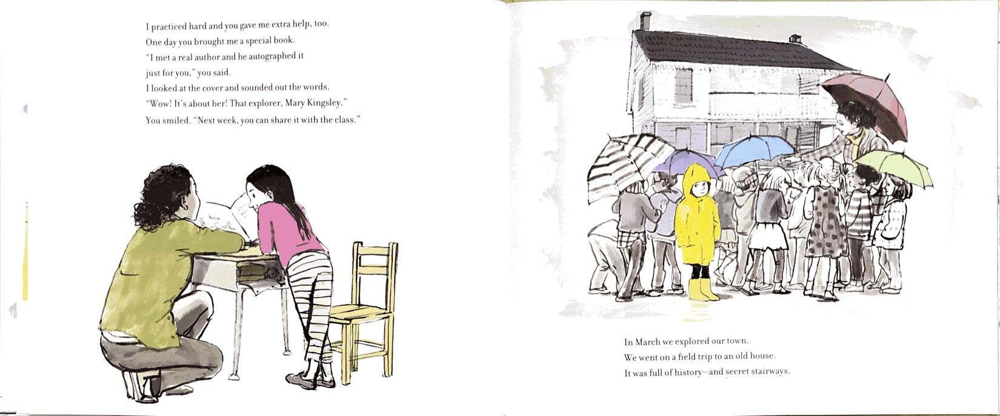 I practiced hard and you gave me extra help, too.
One day you brought me a special book.
“I met a real author and he autographed it
just for you,” you said.
I looked at the cover and sounded out the words.
“Wow! It’s about her! That explorer, Mary Kingsley.”
You smiled. “Next week, you can share it with the class.”
In March we explored our town.
We went on a field trip to an old house.
It was full of history—and secret stairways.